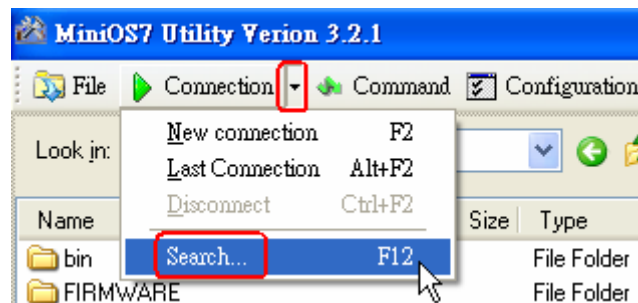 MiniOS7 Utility Verion 3.2.1
File Connection Command Configuration
New connection F2
Look in:
Last Connection Alt+F2
Disconnect Ctrl+F2
Name Size Type
Search... F12
bin File Folder
FIRMWARE File Folder